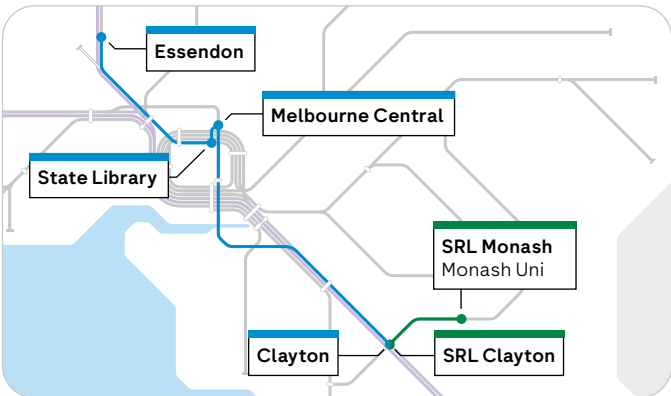 Essendon
Melbourne Central
State Library
SRL Monash
Monash Uni
Clayton
SRL Clayton